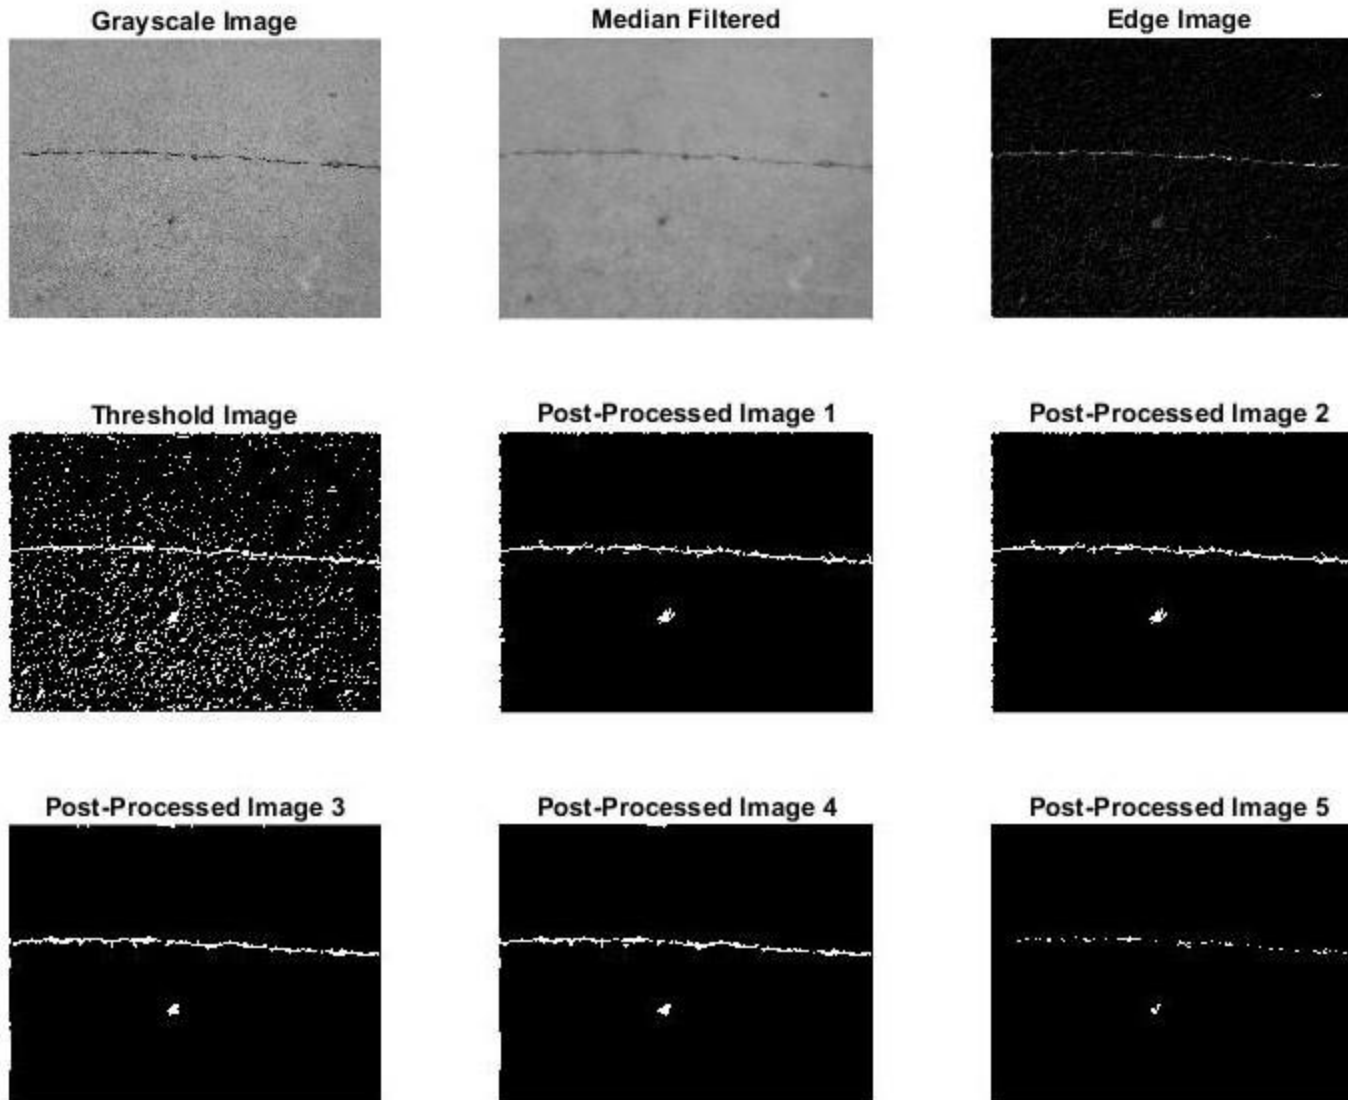 Grayscale Image
Median Filtered
Edge Image
Threshold Image
Post-Processed Image 1
Post-Processed Image 2
Post-Processed Image 3
Post-Processed Image 4
Post-Processed Image 5